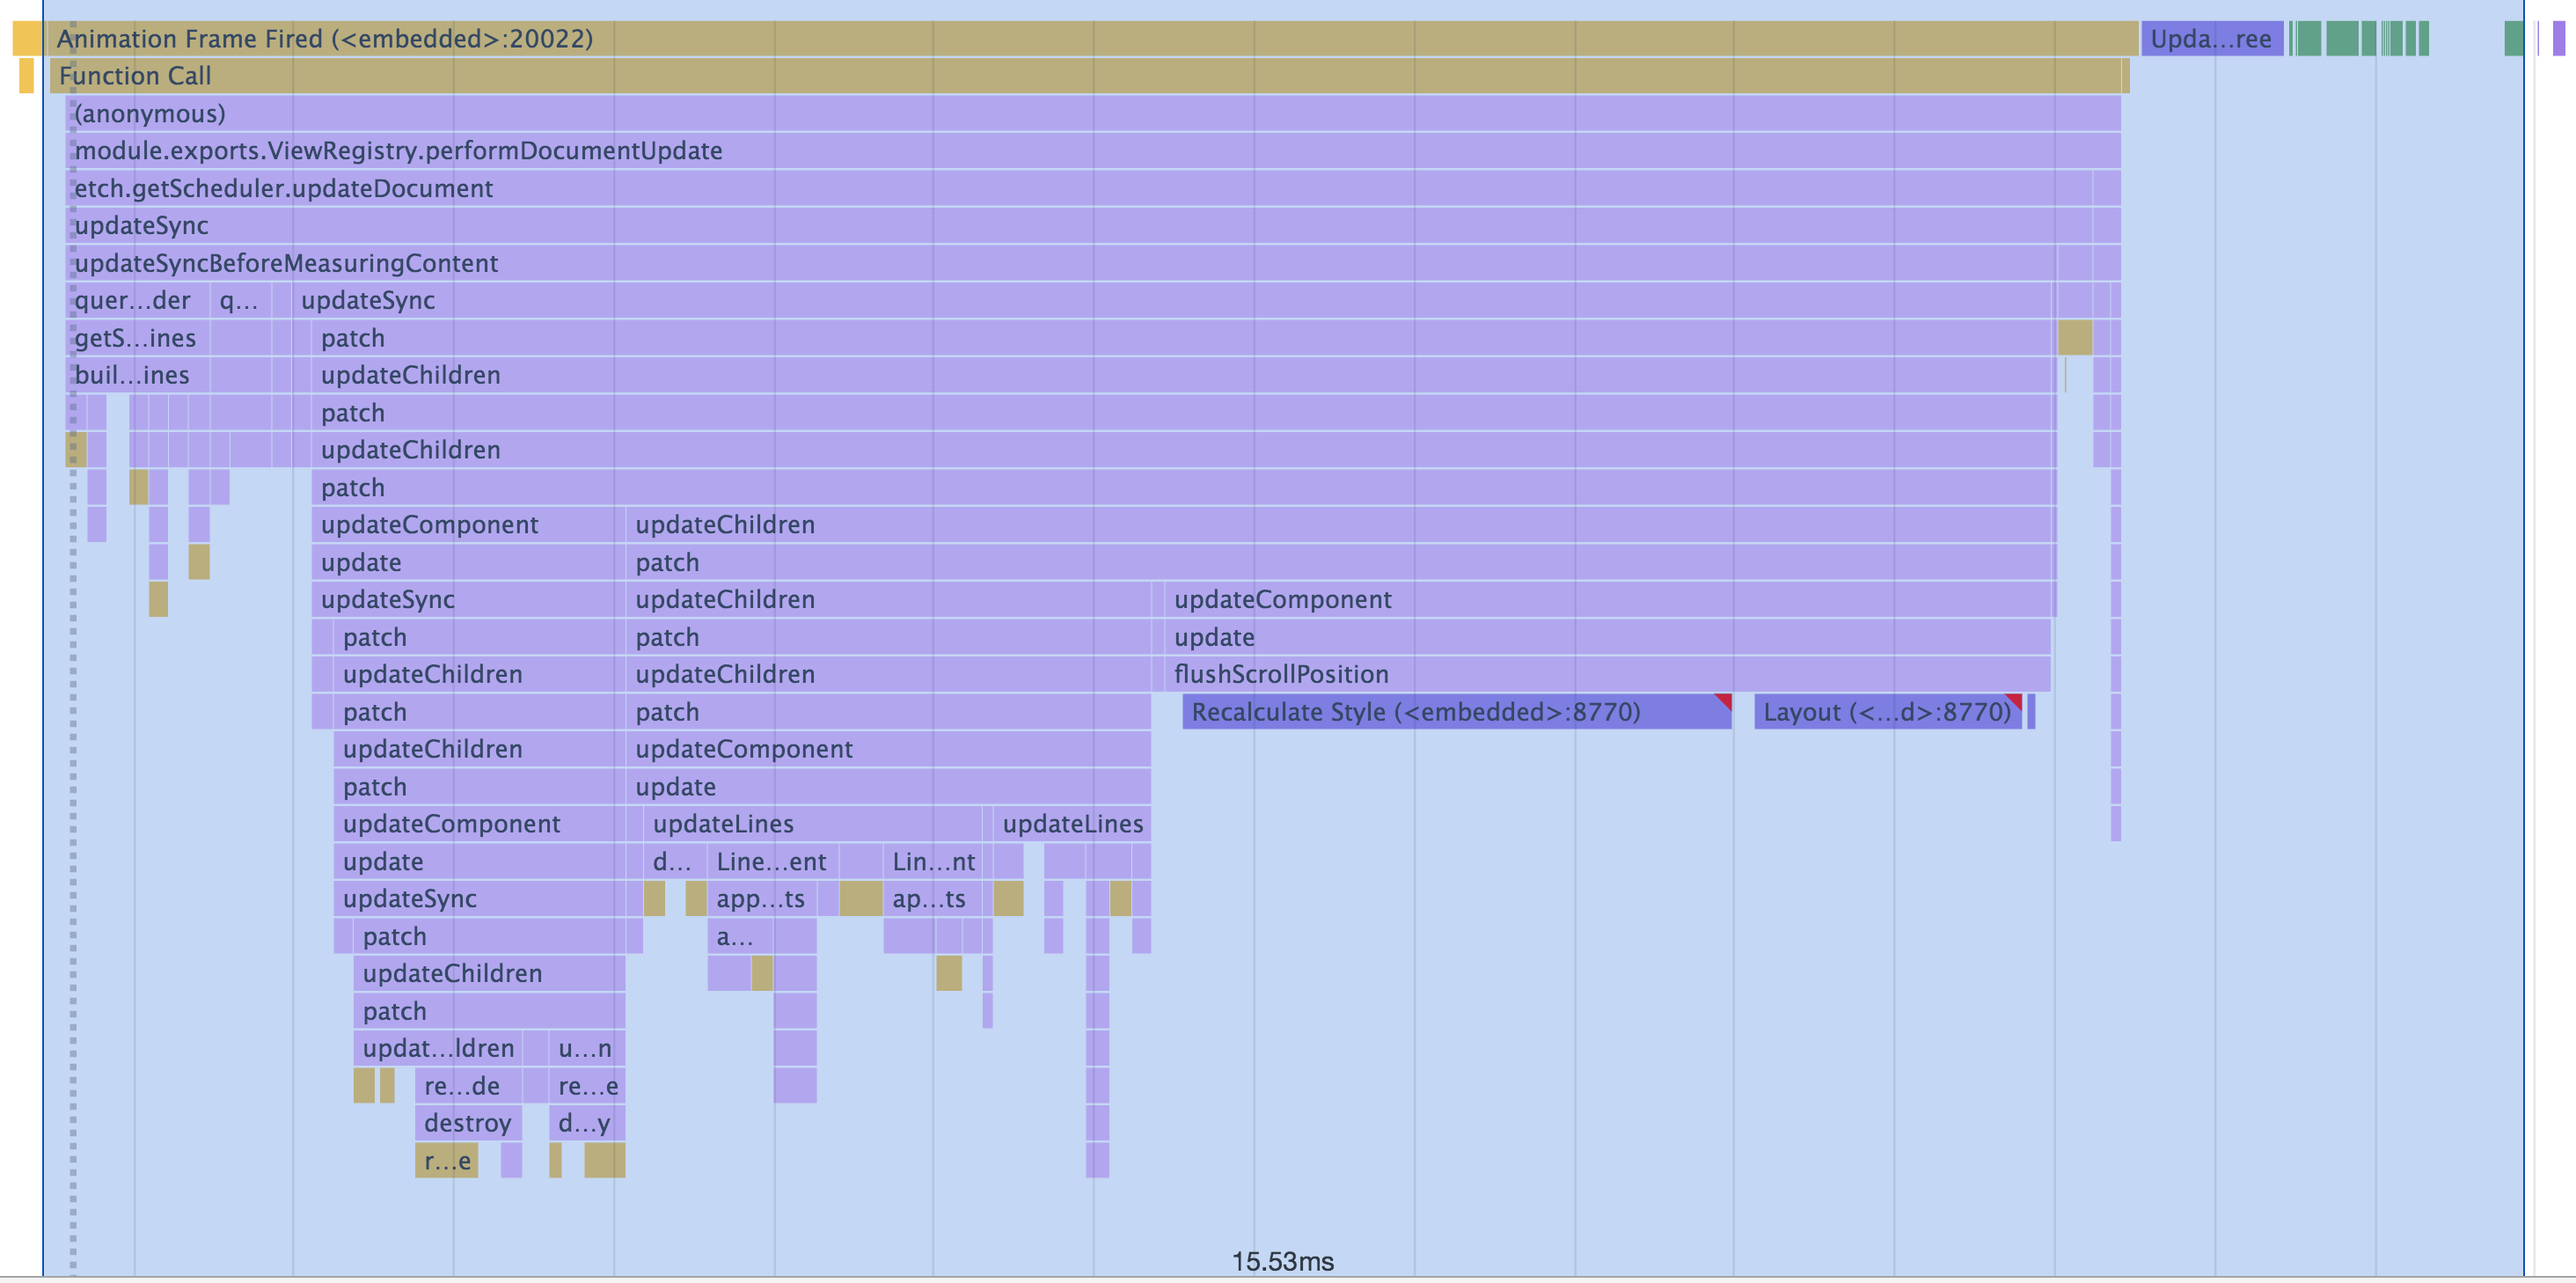 Animation Frame Fired (<embedded>:20022) Upda...ree
Function Call
(anonymous)
module.exports.ViewRegistry.performDocumentUpdate
etch.getScheduler.updateDocument
updateSync
updateSyncBeforeMeasuringContent
quer...der q... updateSync
getS...ines patch
buil...ines updateChildren
patch
updateChildren
patch
updateComponent updateChildren
update patch
updateSync updateChildren updateComponent
patch patch update
updateChildren updateChildren flushScrollPosition
patch patch Recalculate Style (<embedded>:8770) Layout (<...d>:8770)
updateChildren updateComponent
patch update
updateComponent updateLines updateLines
update d... Line...ent Lin...nt
updateSync app...ts ap...ts
patch a...
updateChildren
patch
updat...ldren u...n
re...de re...e
destroy d...y
r...e
15.53ms